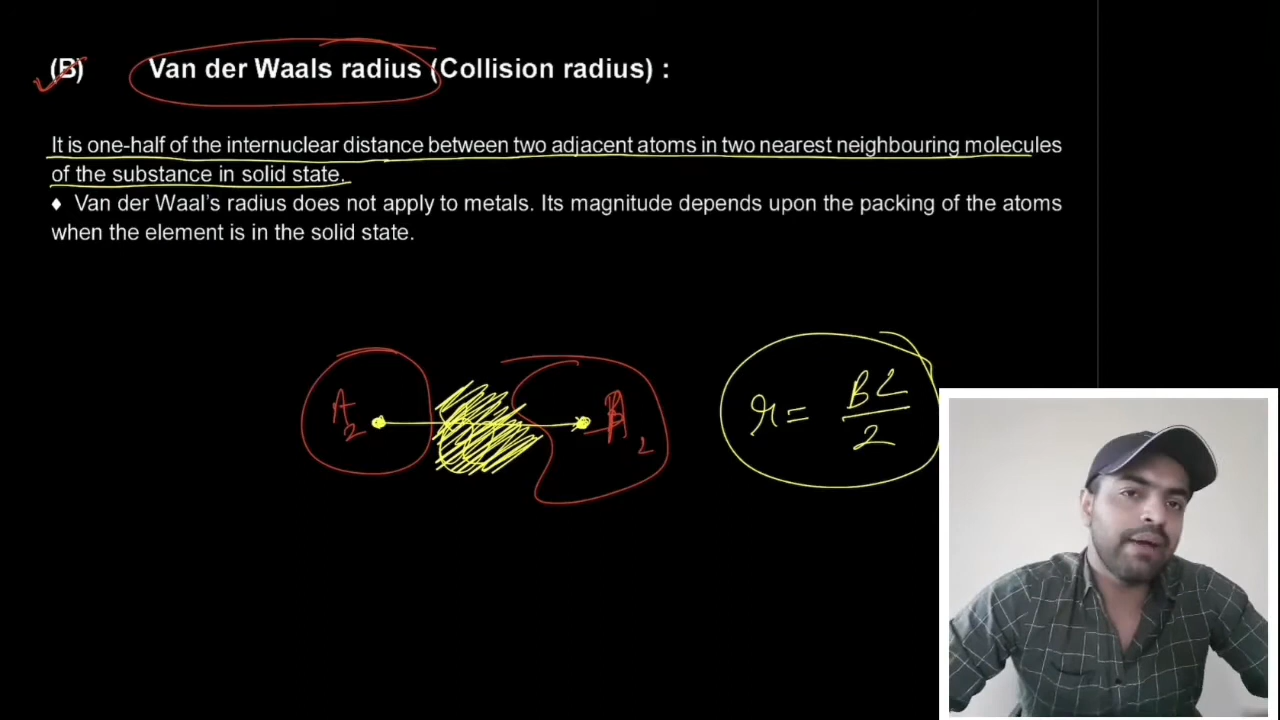 (B) Van der Waals radius (Collision radius) :
It is one-half of the internuclear distance between two adjacent atoms in two nearest neighbouring molecules
of the substance in solid state.
♦ Van der Waal's radius does not apply to metals. Its magnitude depends upon the packing of the atoms
when the element is in the solid state.
A2
2
r = BL/2